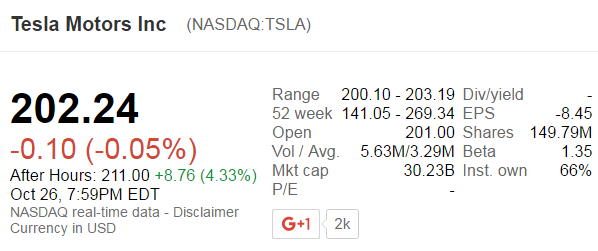 Tesla Motors Inc (NASDAQ:TSLA)
202.24
-0.10 (-0.05%)
After Hours: 211.00 +8.76 (4.33%)
Oct 26, 7:59PM EDT
NASDAQ real-time data - Disclaimer
Currency in USD
Range 200.10 - 203.19
52 week 141.05 - 269.34
Open 201.00
Vol / Avg. 5.63M/3.29M
Mkt cap 30.23B
P/E -
Div/yield -
EPS -8.45
Shares 149.79M
Beta 1.35
Inst. own 66%
G+1 2k